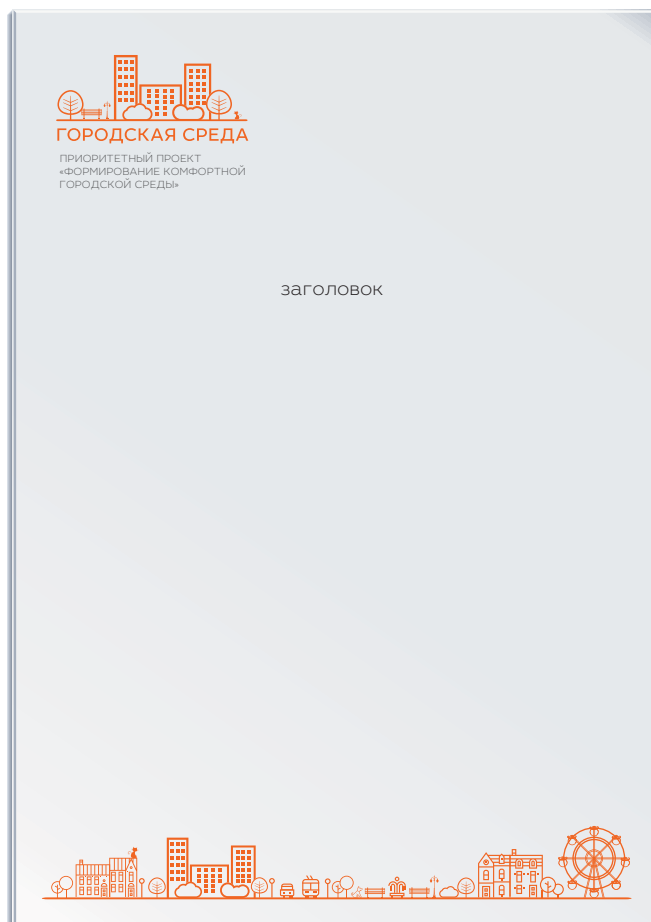 ГОРОДСКАЯ СРЕДА
ПРИОРИТЕТНЫЙ ПРОЕКТ
«ФОРМИРОВАНИЕ КОМФОРТНОЙ
ГОРОДСКОЙ СРЕДЫ»
заголовок